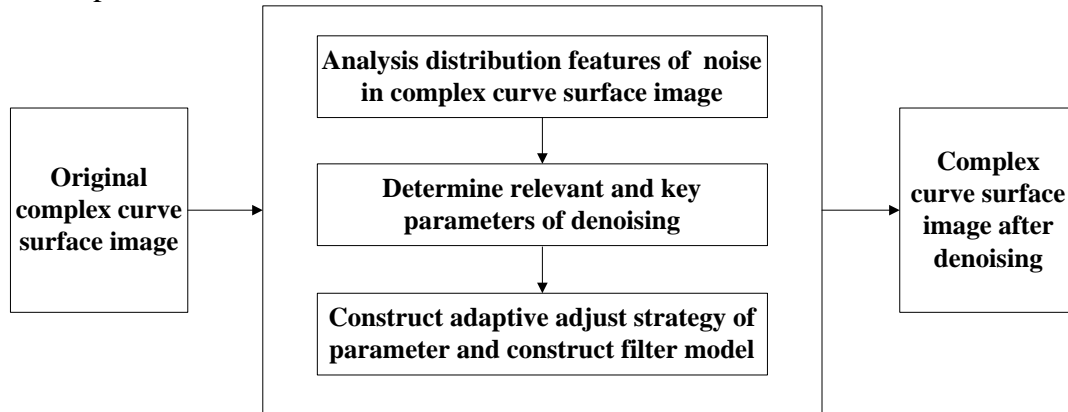 Original
complex curve
surface image
Analysis distribution features of noise
in complex curve surface image
Determine relevant and key
parameters of denoising
Construct adaptive adjust strategy of
parameter and construct filter model
Complex
curve surface
image after
denoising